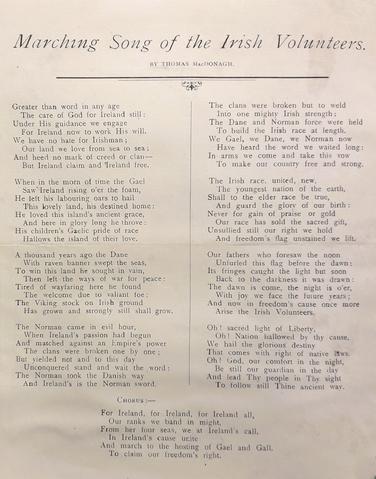 Marching Song of the Irish Volunteers.
BY THOMAS MACDONAGH.
Greater than word in any age
The care of God for Ireland still:
Under His guidance we engage
For Ireland now to work His will.
We have no hate for Irishman;
Our land we love from sea to sea;
And heed no mark of creed or clan—
But Ireland claim and Ireland free.
When in the morn of time the Gael
Saw Ireland rising o'er the foam,
He left his labouring oars to hail
This lovely land, his destined home:
He loved this island's ancient grace,
And here in glory long he throve:
His children's Gaelic pride of race
Hallows the island of their love.
A thousand years ago the Dane
With raven banner swept the seas,
To win this land he sought in vain,
Then left the ways of war for peace:
Tired of wayfaring here he found
The welcome due to valiant foe:
The Viking stock on Irish ground
Has grown and strongly still shall grow.
The Norman came in evil hour,
When Ireland's passion had begun
And matched against an Empire's power
The clans were broken one by one;
But yielded not and to this day
Unconquered stand and wait the word:
The Norman took the Danish way
And Ireland's is the Norman sword.
The clans were broken but to weld
Into one mighty Irish strength;
The Dane and Norman force were held
To build the Irish race at length.
We Gael, we Dane, we Norman now
Have heard the word we waited long:
In arms we come and take this vow
To make our country free and strong.
The Irish race, united, new,
The youngest nation of the earth,
Shall to the elder race be true,
And guard the glory of our birth:
Never for gain of praise or gold
Our race has sold the sacred gift,
Unsullied still our right we hold
And freedom's flag unstained we lift.
Our fathers who foresaw the noon
Unfurled this flag before the dawn:
Its fringes caught the light but soon
Back to the darkness it was drawn:
The dawn is come, the night is o'er,
With joy we face the future years;
And now in freedom's cause once more
Arise the Irish Volunteers.
Oh! sacred light of Liberty,
Oh! Nation hallowed by thy cause,
We hail the glorious destiny
That comes with right of native laws.
Oh! God, our comfort in the night,
Be still our guardian in the day
And lead Thy people in Thy sight
To follow still Thine ancient way.
CHORUS:—
For Ireland, for Ireland, for Ireland all,
Our ranks we band in might,
From her four seas, we at Ireland's call,
In Ireland's cause unite
And march to the hosting of Gael and Gall,
To claim our freedom's right.